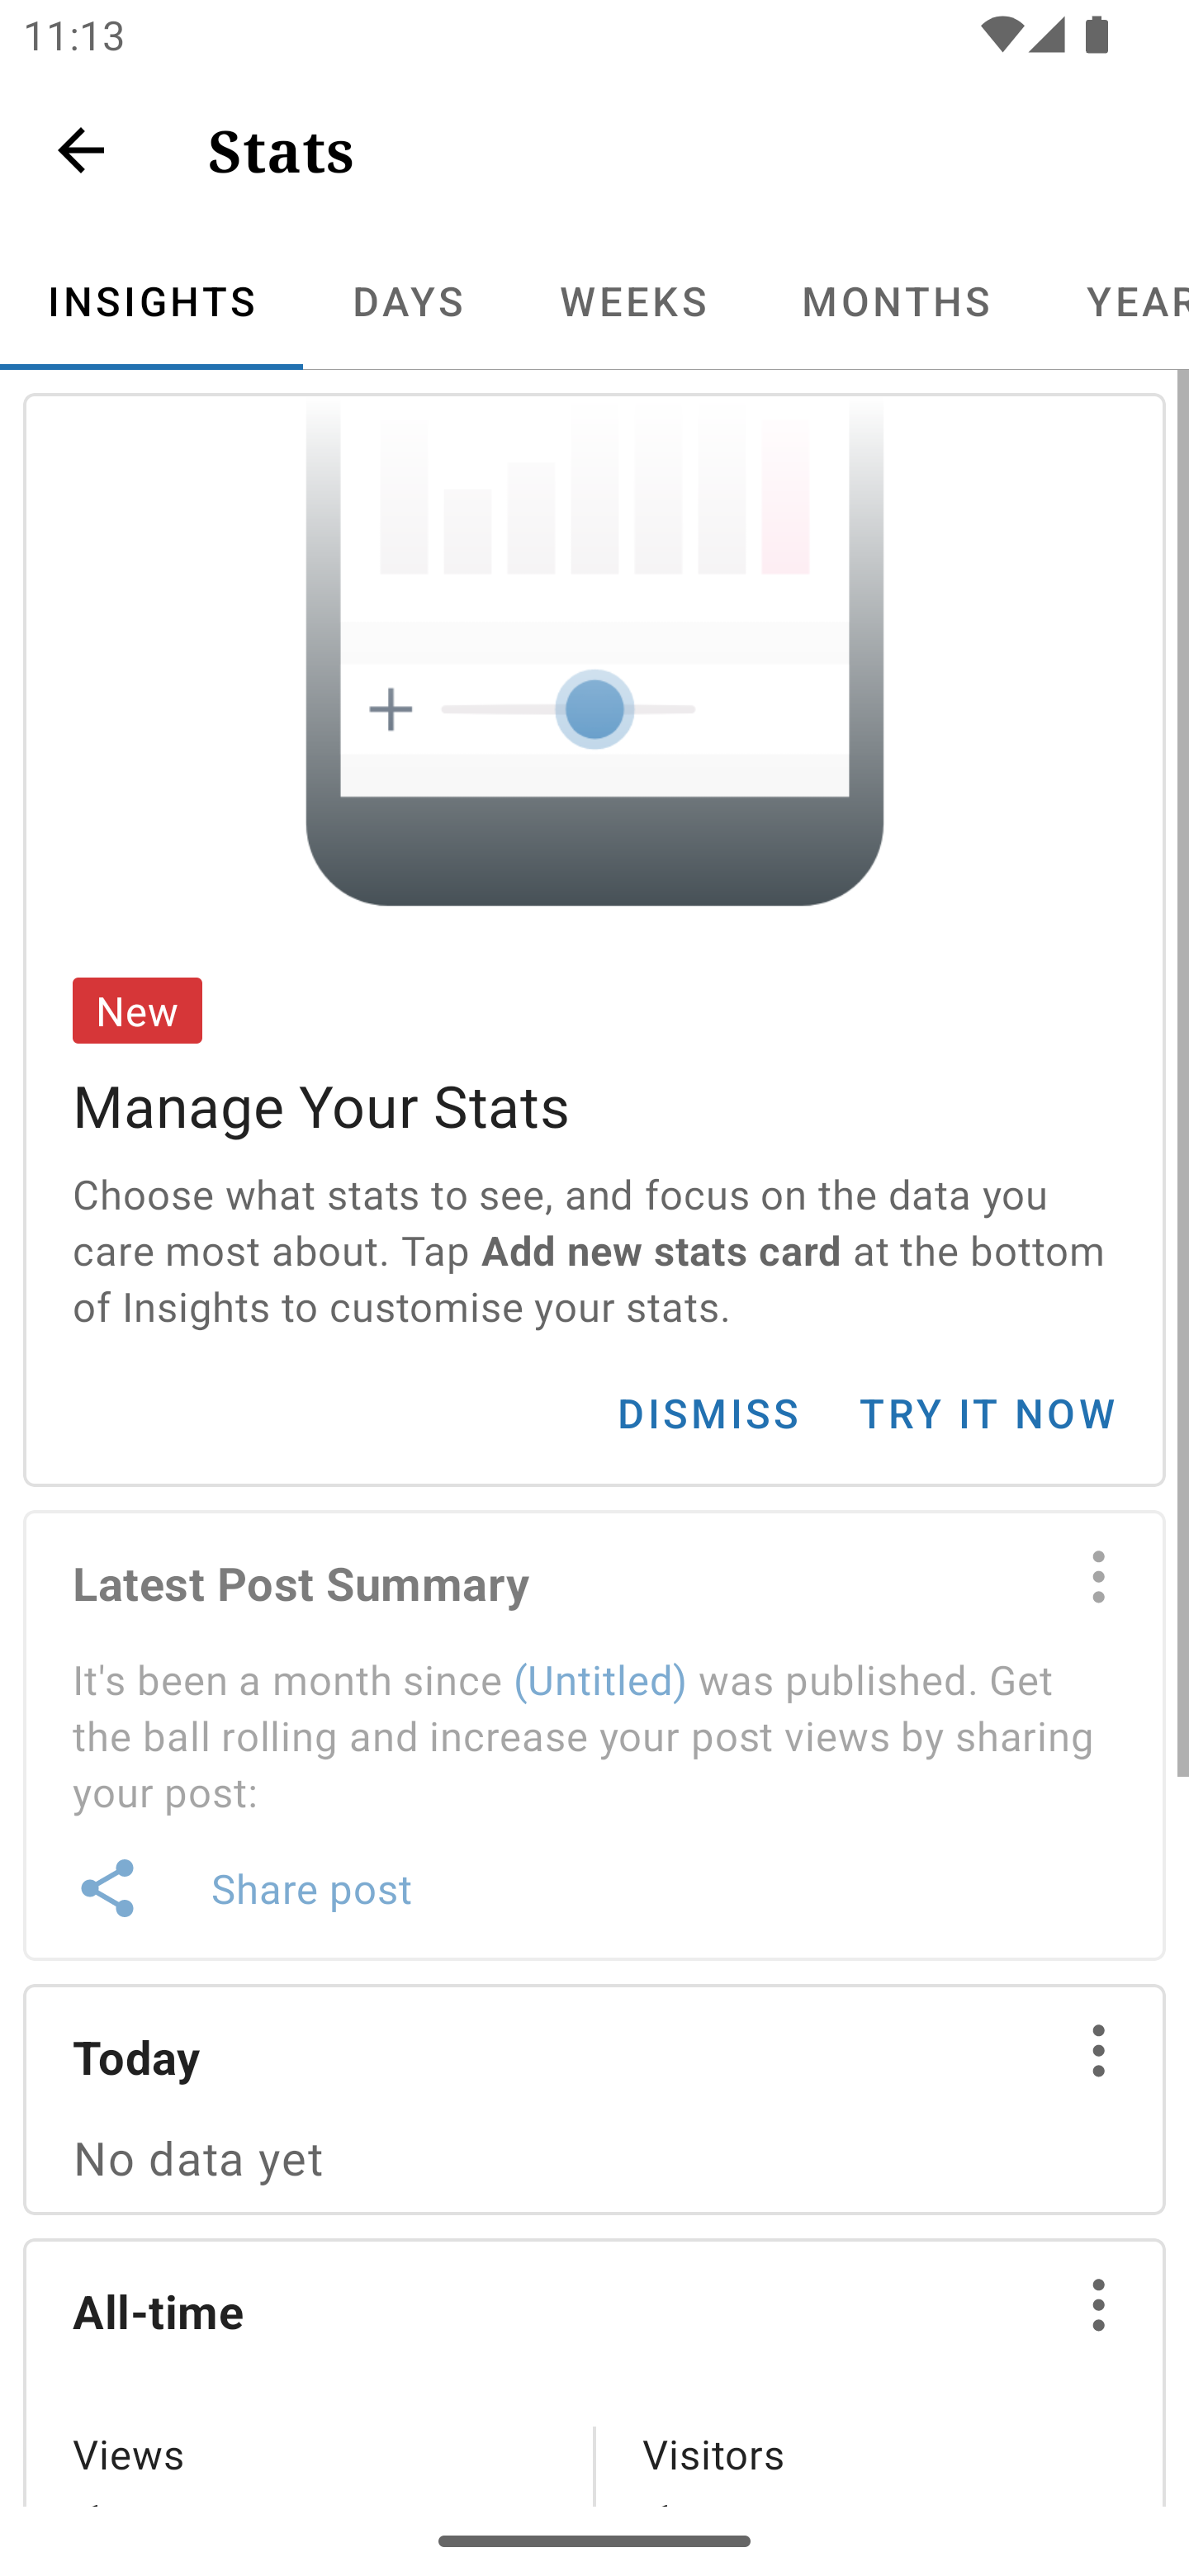 11:13
Stats
INSIGHTS DAYS WEEKS MONTHS YEAR
New
Manage Your Stats
Choose what stats to see, and focus on the data you
care most about. Tap Add new stats card at the bottom
of Insights to customise your stats.
DISMISS TRY IT NOW
Latest Post Summary
It's been a month since (Untitled) was published. Get
the ball rolling and increase your post views by sharing
your post:
Share post
Today
No data yet
All-time
Views Visitors